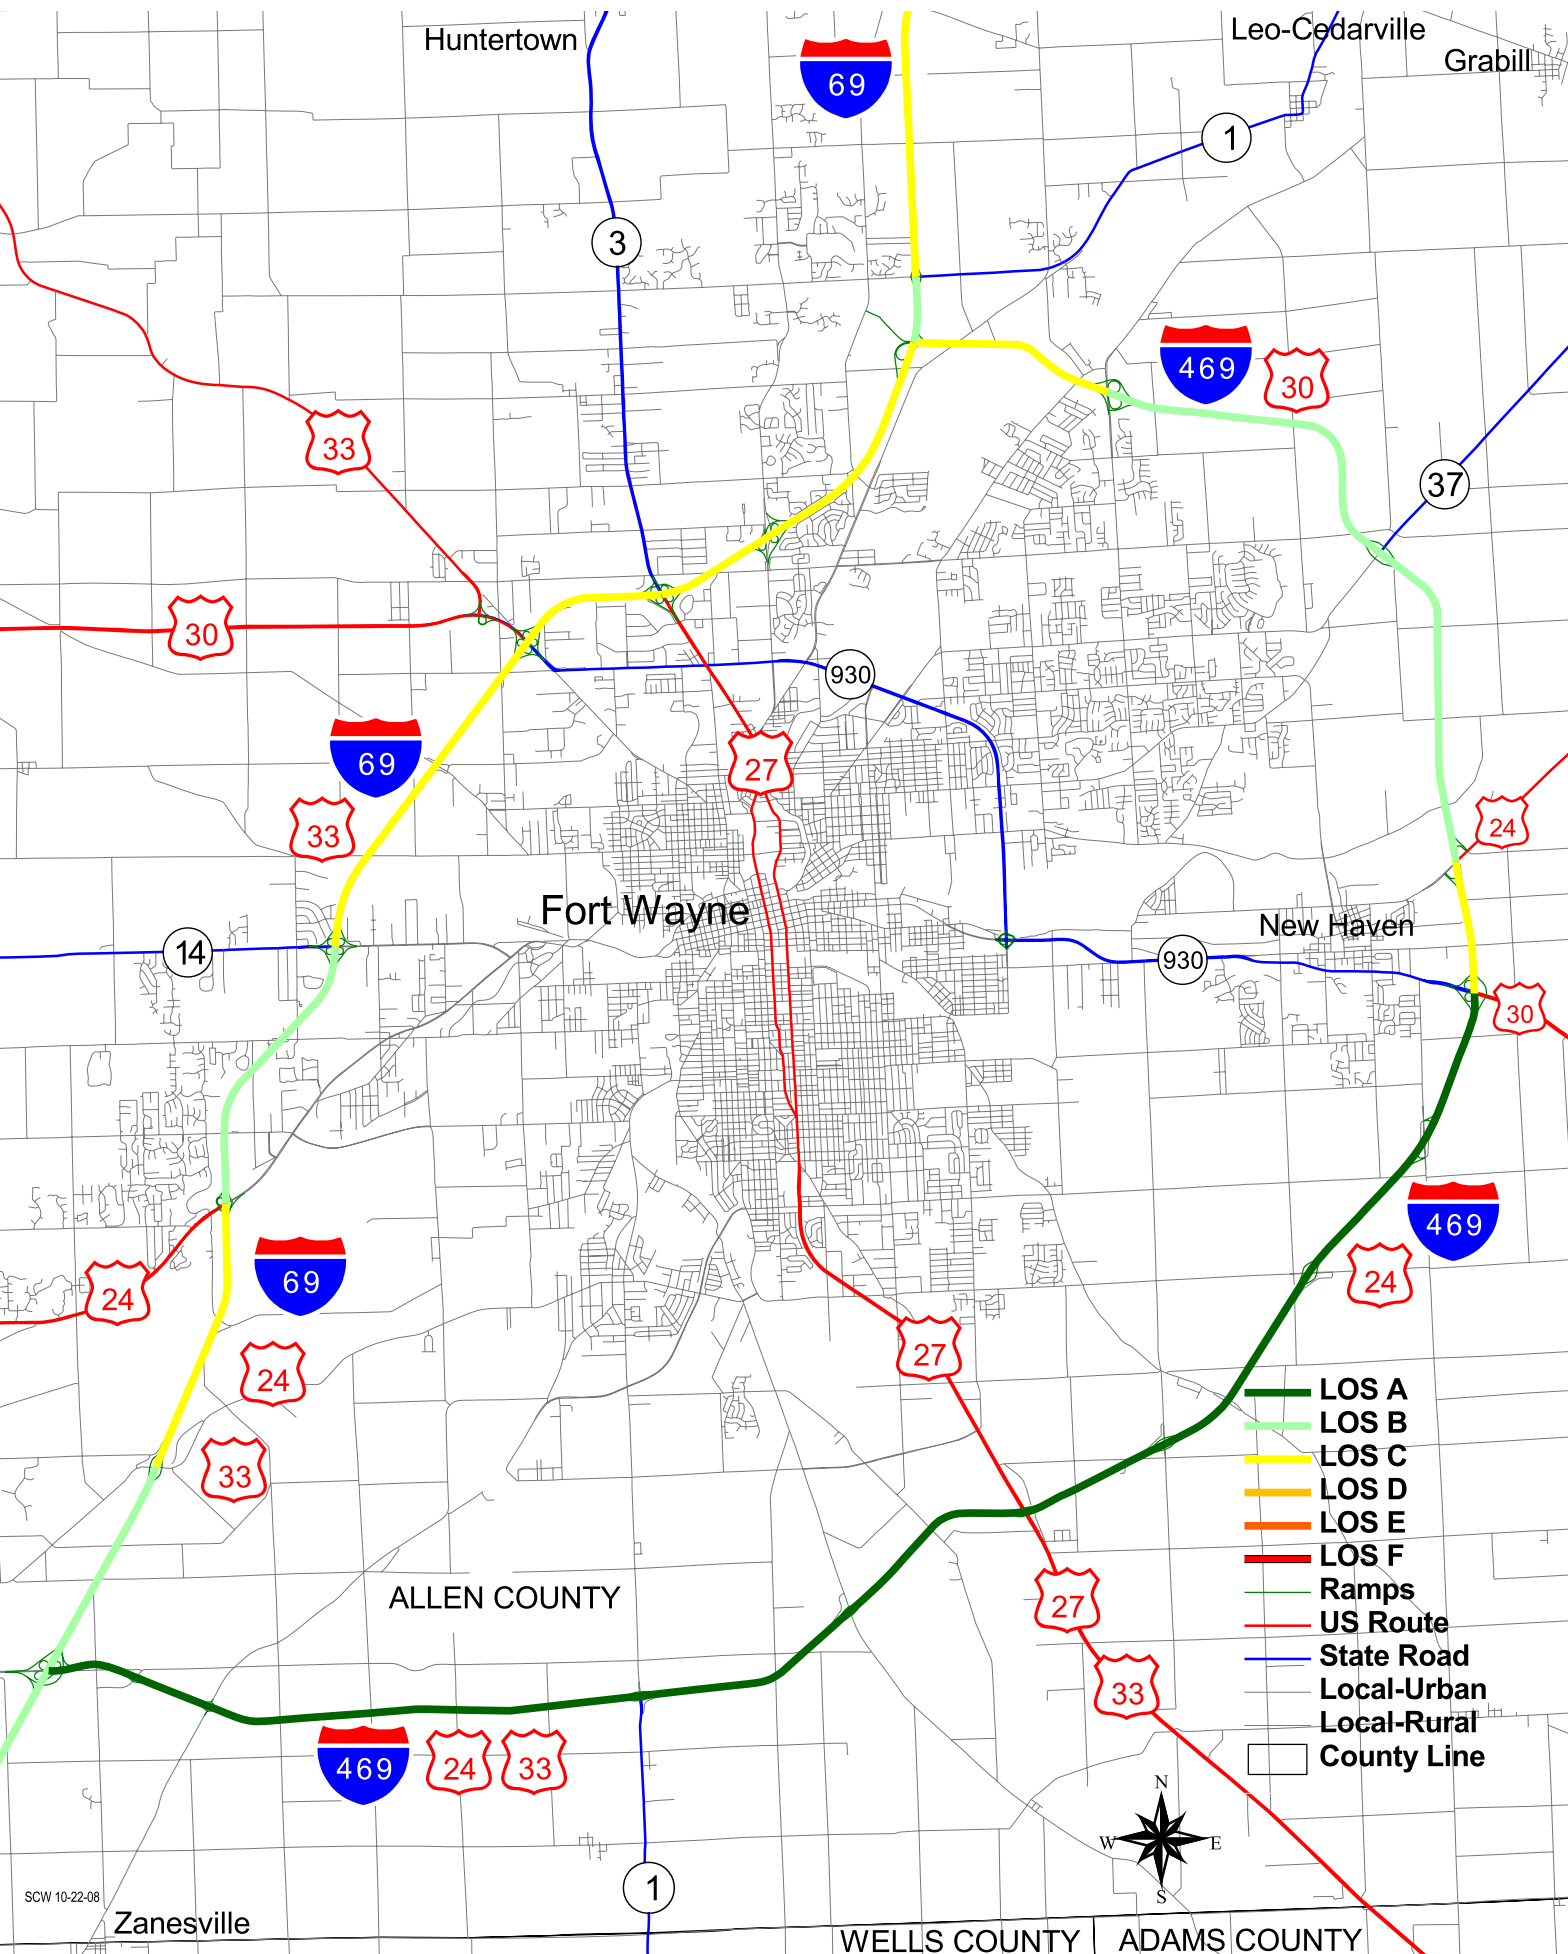 Huntertown
Leo-Cedarville
Grabill
69
1
3
469
30
33
37
30
930
69
27
33
24
Fort Wayne
New Haven
14
930
30
469
24
69
24
27
24
33
LOS A
LOS B
LOS C
LOS D
LOS E
LOS F
Ramps
US Route
State Road
Local-Urban
Local-Rural
County Line
ALLEN COUNTY
27
33
469
24
33
N
W
E
S
1
SCW 10-22-08
Zanesville
WELLS COUNTY
ADAMS COUNTY